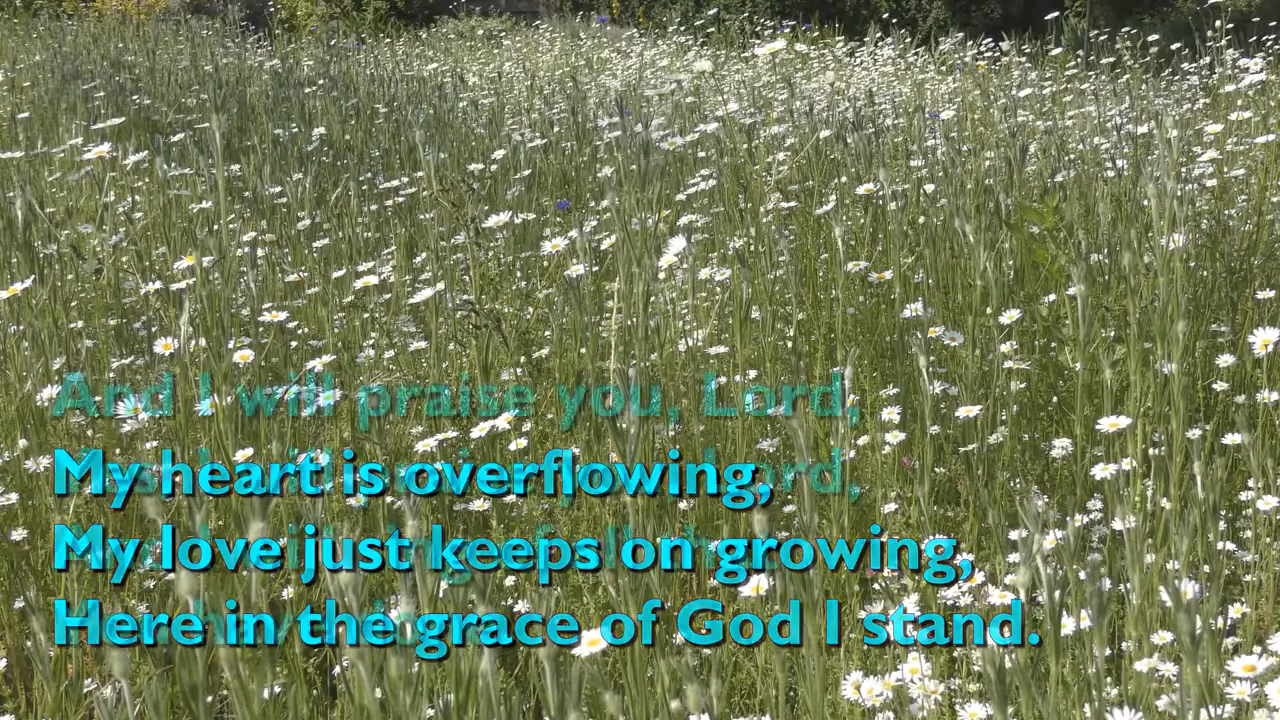 And I will praise you, Lord,
My heart is overflowing,
My love just keeps on growing,
Here in the grace of God I stand.